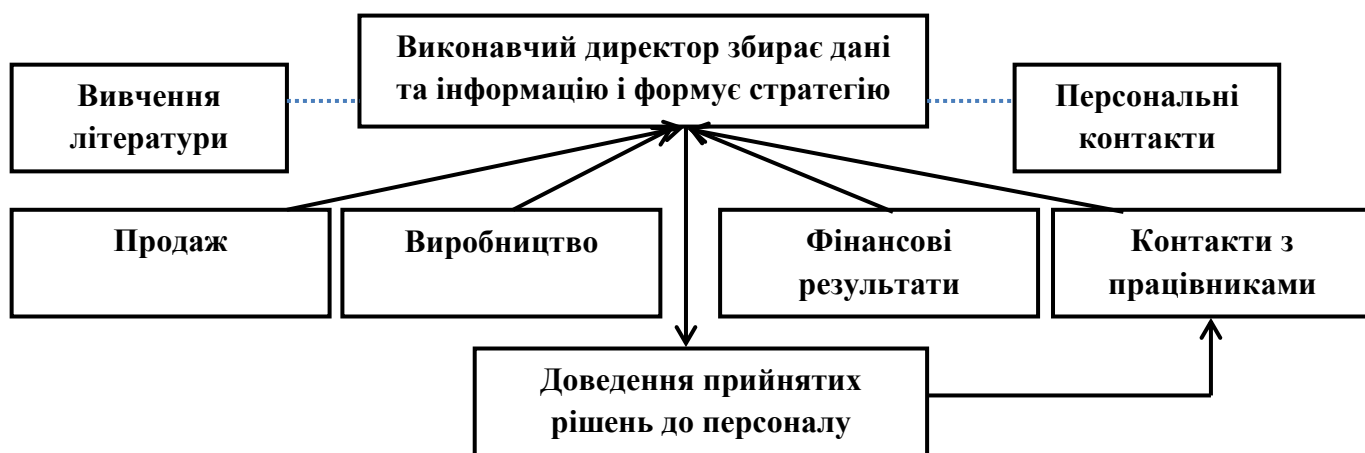 Виконавчий директор збирає дані
та інформацію і формує стратегію
Вивчення
літератури
Персональні
контакти
Продаж
Виробництво
Фінансові
результати
Контакти з
працівниками
Доведення прийнятих
рішень до персоналу